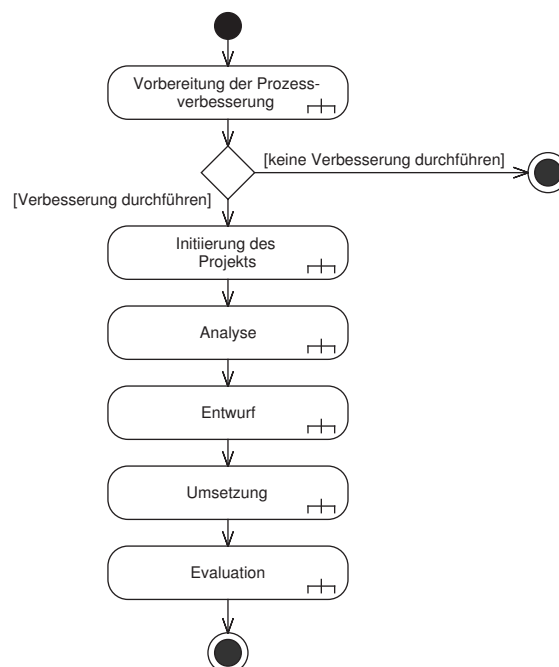 Vorbereitung der Prozess-
verbesserung
[keine Verbesserung durchführen]
[Verbesserung durchführen]
Initiierung des
Projekts
Analyse
Entwurf
Umsetzung
Evaluation